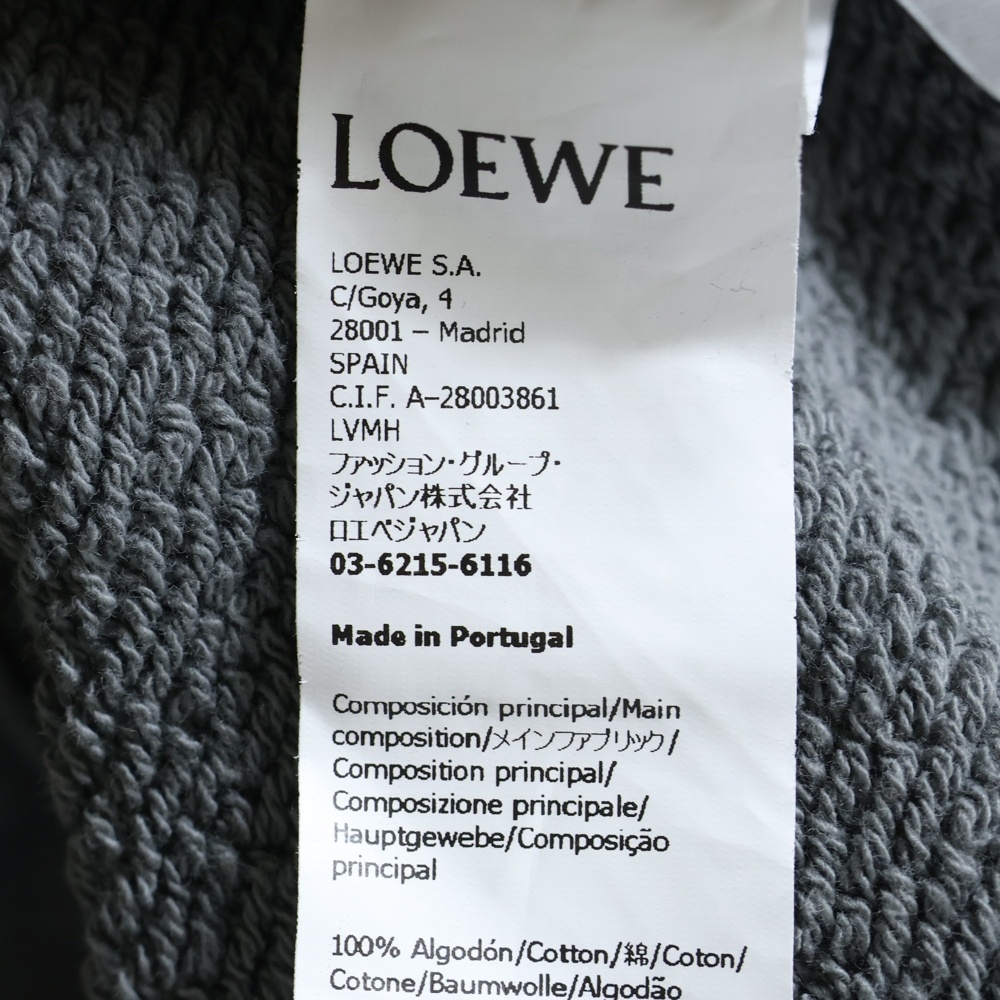 LOEWE
LOEWE S.A.
C/Goya, 4
28001 – Madrid
SPAIN
C.I.F. A–28003861
LVMH
ファッション・グループ・
ジャパン株式会社
ロエベジャパン
03-6215-6116
Made in Portugal
Composición principal/Main
composition/メインファブリック/
Composition principal/
Composizione principale/
Hauptgewebe/Composição
principal
100% Algodón/Cotton/綿/Coton/
Cotone/Baumwolle/Algodão